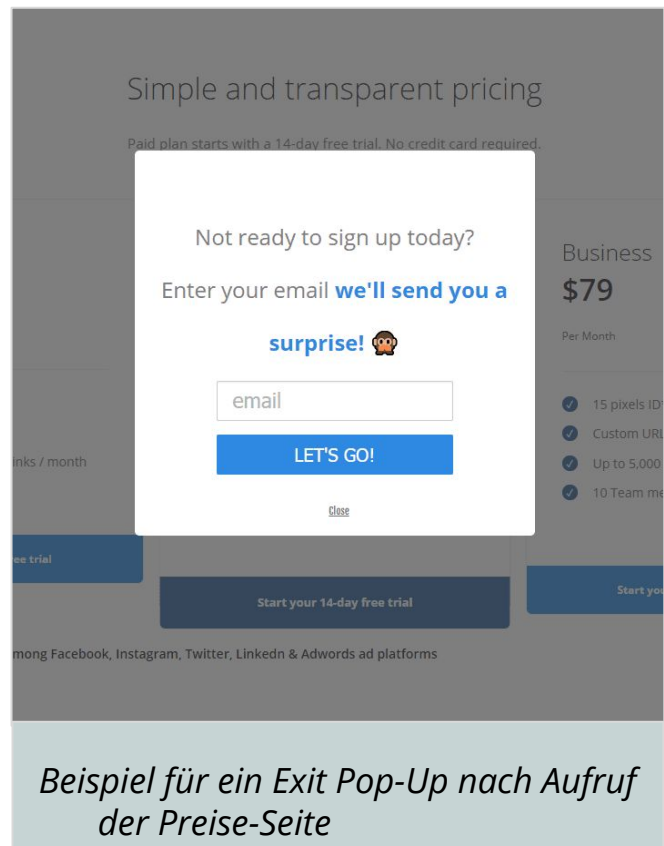 Simple and transparent pricing
Paid plan starts with a 14-day free trial. No credit card required.
Not ready to sign up today?
Enter your email we'll send you a
surprise!
email
LET'S GO!
Close
Business
$79
Per Month
15 pixels ID
Custom URL
Up to 5,000
10 Team me
inks / month
ee trial
Start your 14-day free trial
Start you
mong Facebook, Instagram, Twitter, Linkedn & Adwords ad platforms
Beispiel für ein Exit Pop-Up nach Aufruf
der Preise-Seite